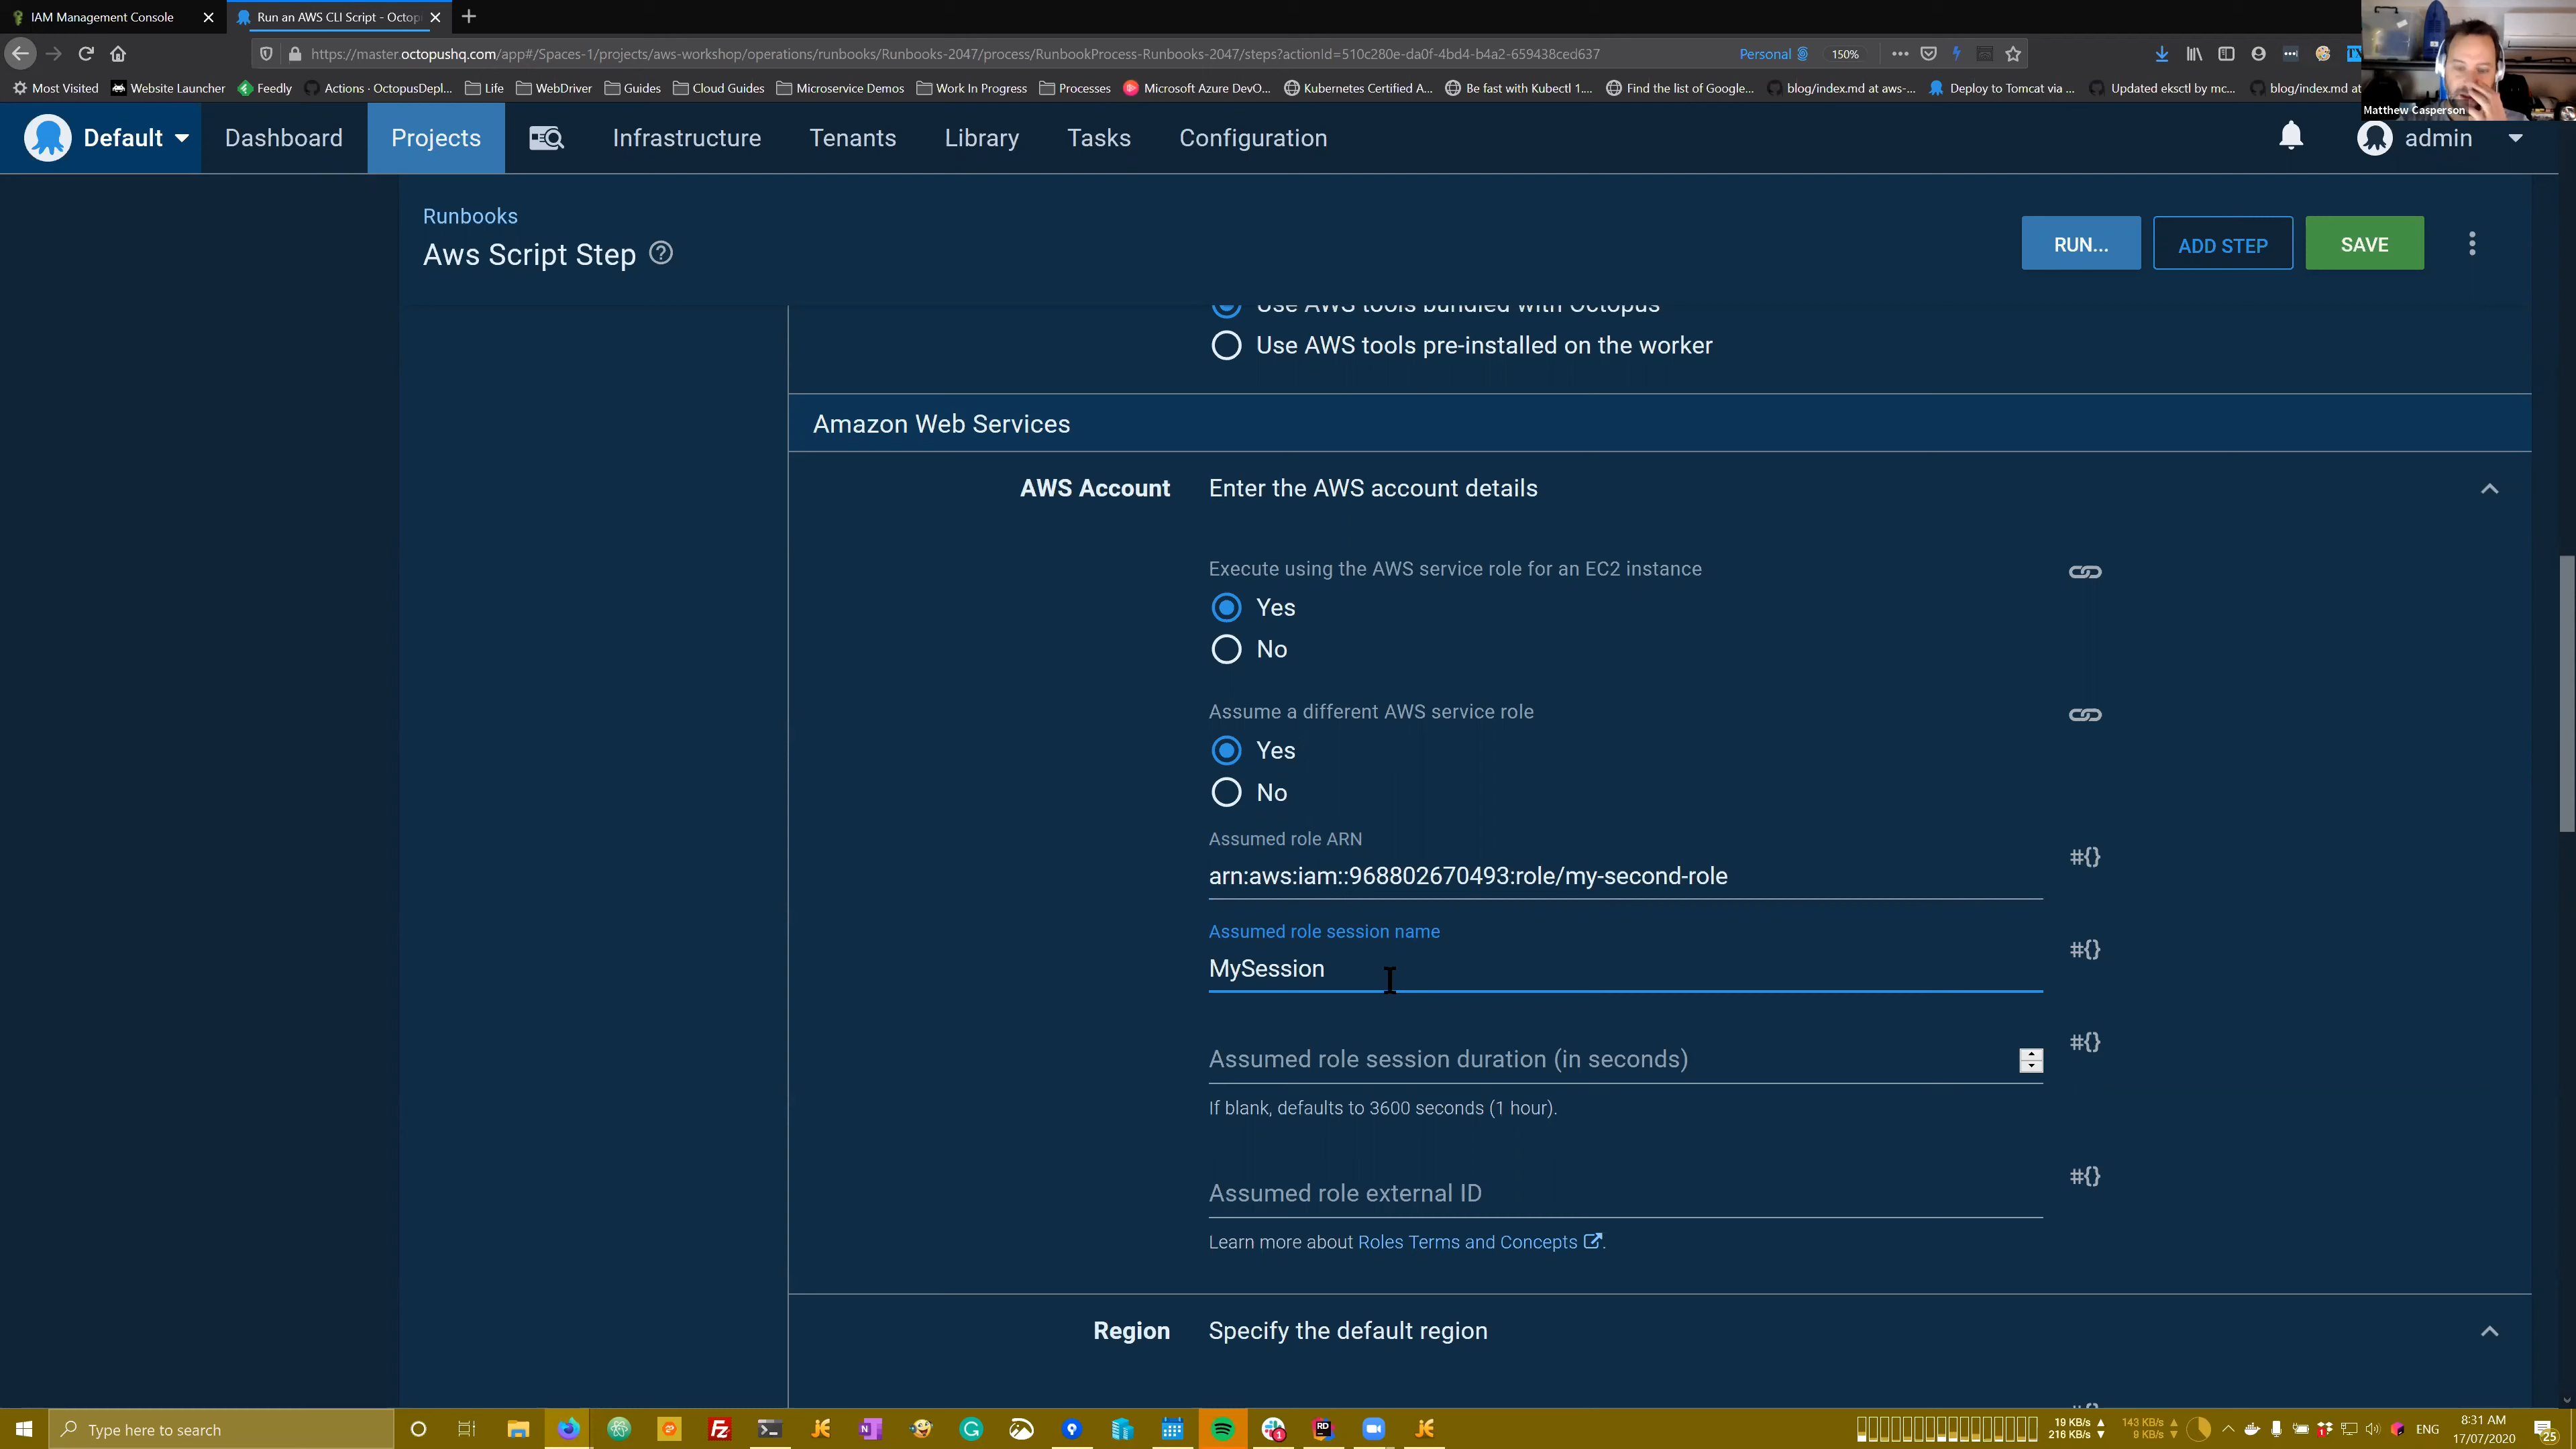 IAM Management Console
Run an AWS CLI Script - Octop
https://master.octopushq.com/app#/Spaces-1/projects/aws-workshop/operations/runbooks/Runbooks-2047/process/RunbookProcess-Runbooks-2047/steps?actionId=510c280e-da0f-4bd4-b4a2-659438ced637
Personal
150%
Most Visited
Website Launcher
Feedly
Actions · OctopusDepl...
Life
WebDriver
Guides
Cloud Guides
Microservice Demos
Work In Progress
Processes
Microsoft Azure DevO...
Kubernetes Certified A...
Be fast with Kubectl 1....
Find the list of Google...
blog/index.md at aws-...
Deploy to Tomcat via ...
Updated eksctl by mc...
blog/index.md at
Matthew Casperson
Default
Dashboard
Projects
Infrastructure
Tenants
Library
Tasks
Configuration
admin
Runbooks
Aws Script Step
RUN...
ADD STEP
SAVE
Use AWS tools bundled with Octopus
Use AWS tools pre-installed on the worker
Amazon Web Services
AWS Account
Enter the AWS account details
Execute using the AWS service role for an EC2 instance
Yes
No
Assume a different AWS service role
Yes
No
Assumed role ARN
arn:aws:iam::968802670493:role/my-second-role
#{}
Assumed role session name
MySession
#{}
Assumed role session duration (in seconds)
#{}
If blank, defaults to 3600 seconds (1 hour).
Assumed role external ID
#{}
Learn more about Roles Terms and Concepts.
Region
Specify the default region
Type here to search
19 KB/s
216 KB/s
143 KB/s
9 KB/s
ENG
8:31 AM
17/07/2020
25